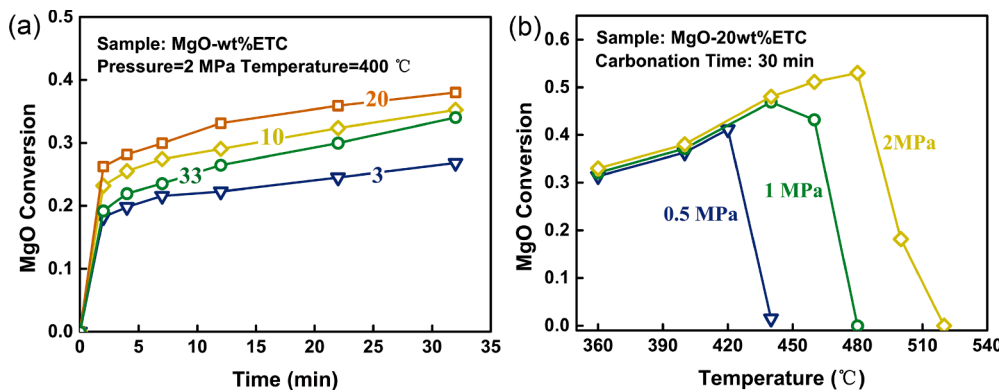 (a)
Sample: MgO-wt%ETC
Pressure=2 MPa Temperature=400 ℃
MgO Conversion
0.5
0.4
0.3
0.2
0.1
0.0
20
10
33
3
0 5 10 15 20 25 30 35
Time (min)
(b)
Sample: MgO-20wt%ETC
Carbonation Time: 30 min
MgO Conversion
0.6
0.5
0.4
0.3
0.2
0.1
0.0
2MPa
1 MPa
0.5 MPa
360 390 420 450 480 510 540
Temperature (℃)